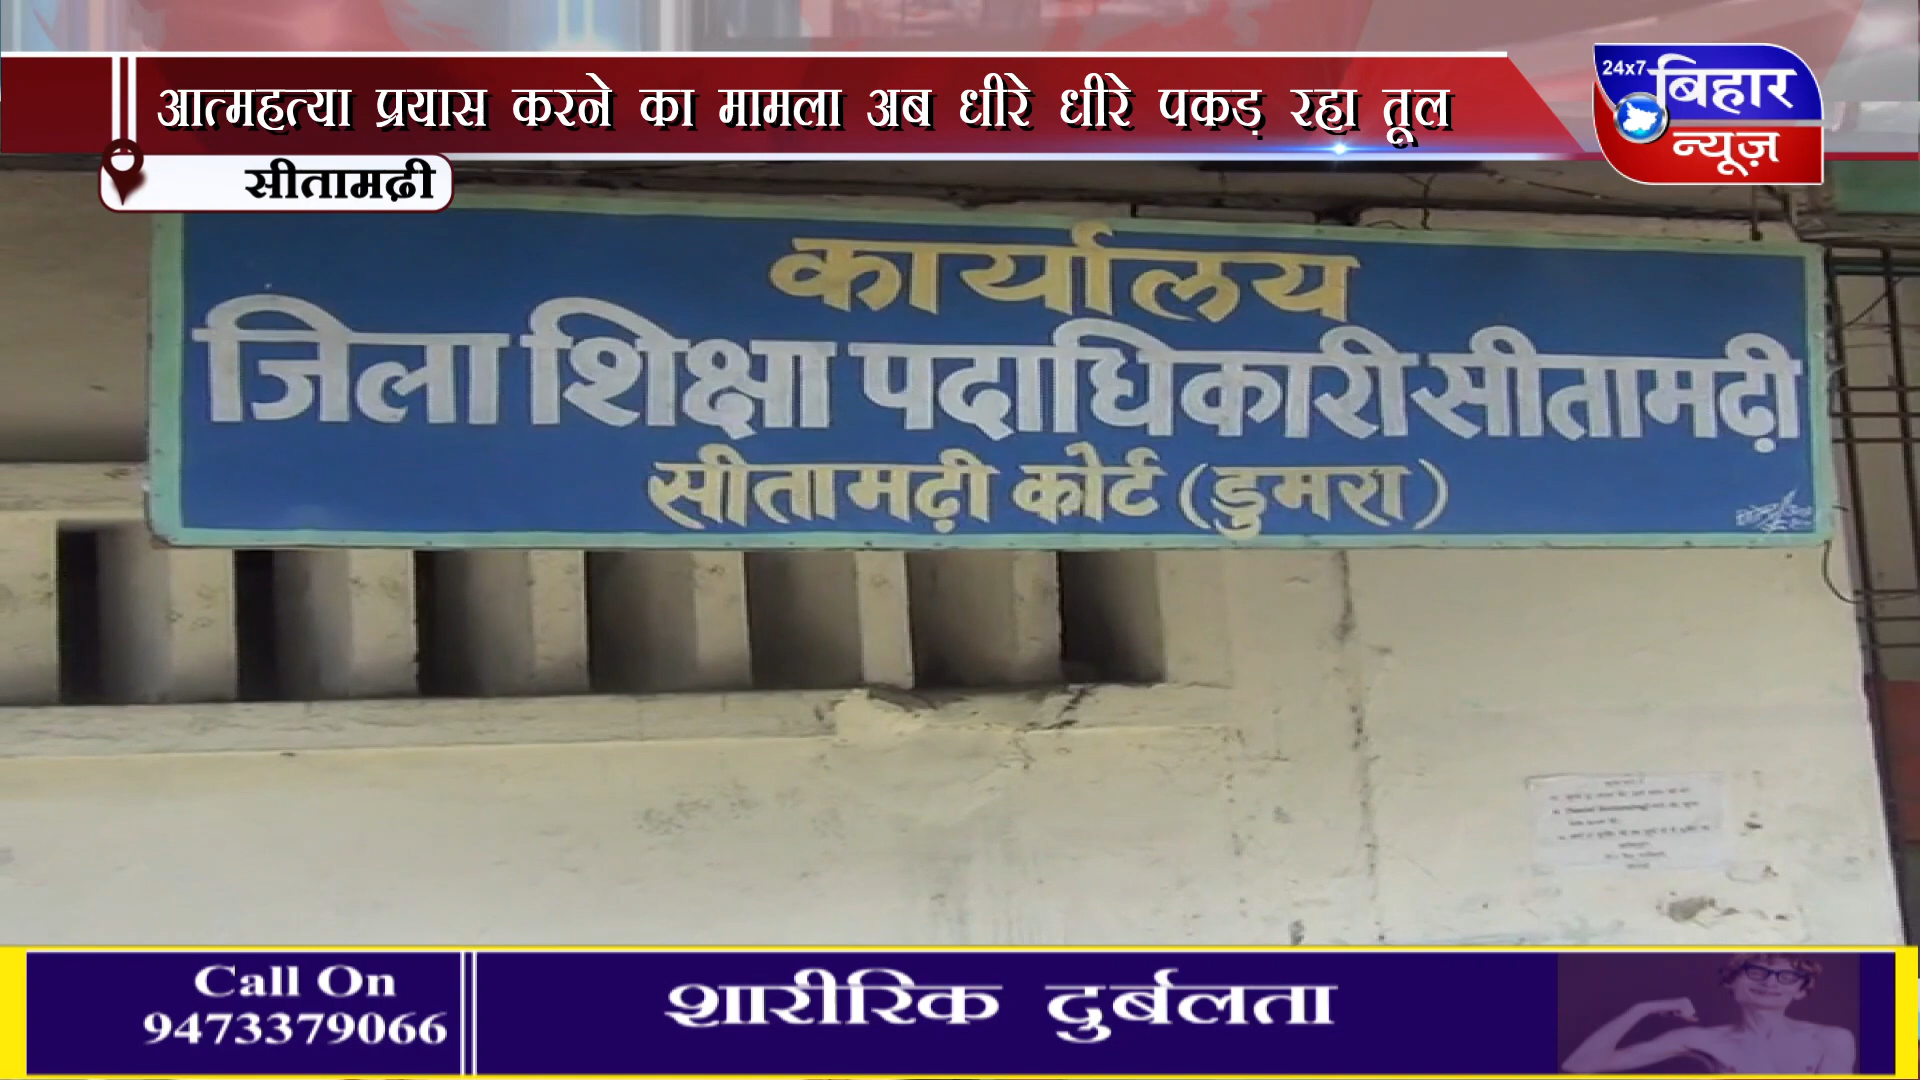 आत्महत्या प्रयास करने का मामला अब धीरे धीरे पकड़ रहा तूल
24x7
बिहार
न्यूज़
सीतामढ़ी
कार्यालय
जिला शिक्षा पदाधिकारी सीतामढ़ी
सीतामढ़ी कोर्ट (डुमरा)
Call On
9473379066
शारीरिक दुर्बलता